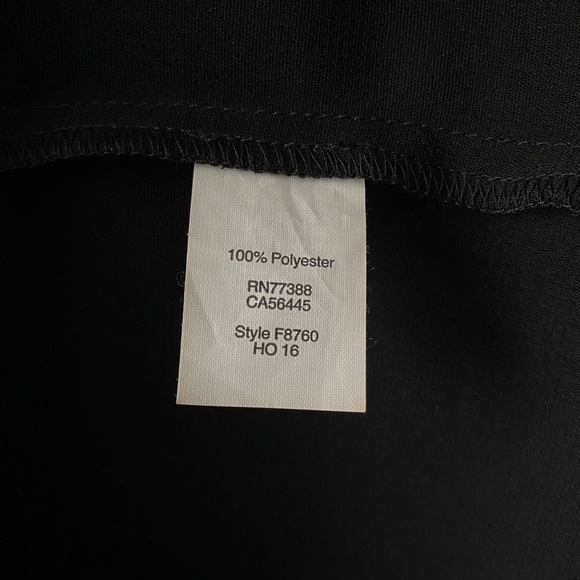 100% Polyester
RN77388
CA56445
Style F8760
HO 16